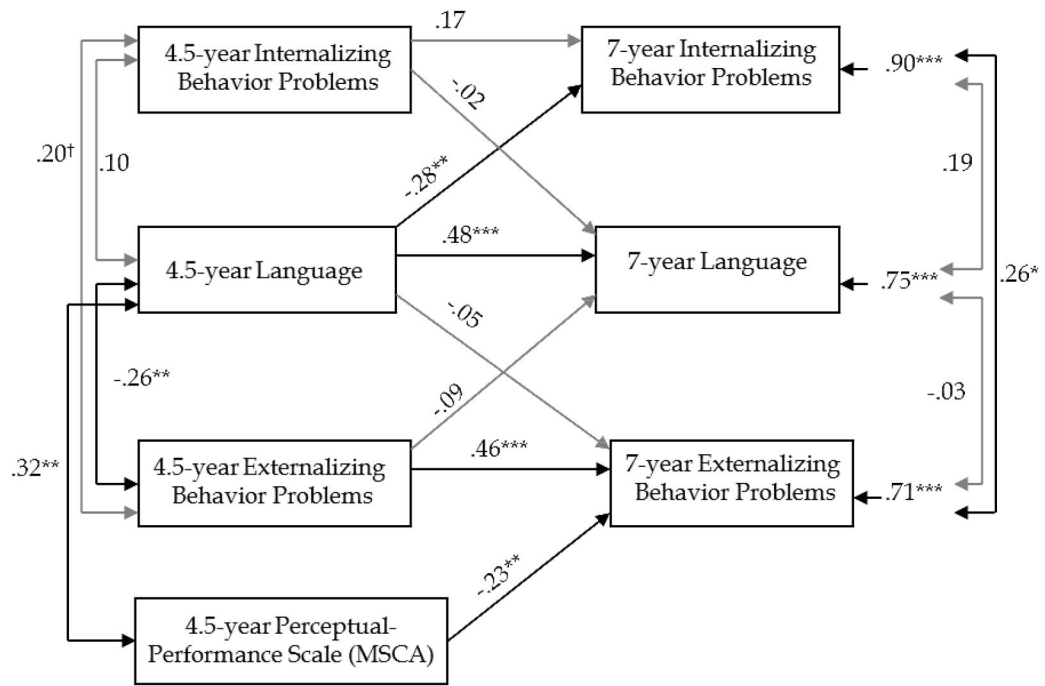 .17
4.5-year Internalizing
Behavior Problems
7-year Internalizing
Behavior Problems
.90***
-.02
.20†
.10
-.28**
.19
4.5-year Language
.48***
7-year Language
.75***
.26*
-.05
-.26**
-.09
-.03
.32**
4.5-year Externalizing
Behavior Problems
.46***
7-year Externalizing
Behavior Problems
.71***
-.23**
4.5-year Perceptual-
Performance Scale (MSCA)